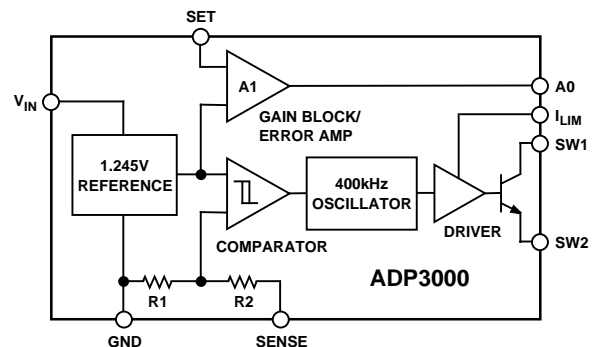 SET
A1
A0
V_IN
GAIN BLOCK/
ERROR AMP
I_LIM
SW1
1.245V
REFERENCE
400kHz
OSCILLATOR
COMPARATOR
DRIVER
SW2
R1
R2
ADP3000
GND
SENSE